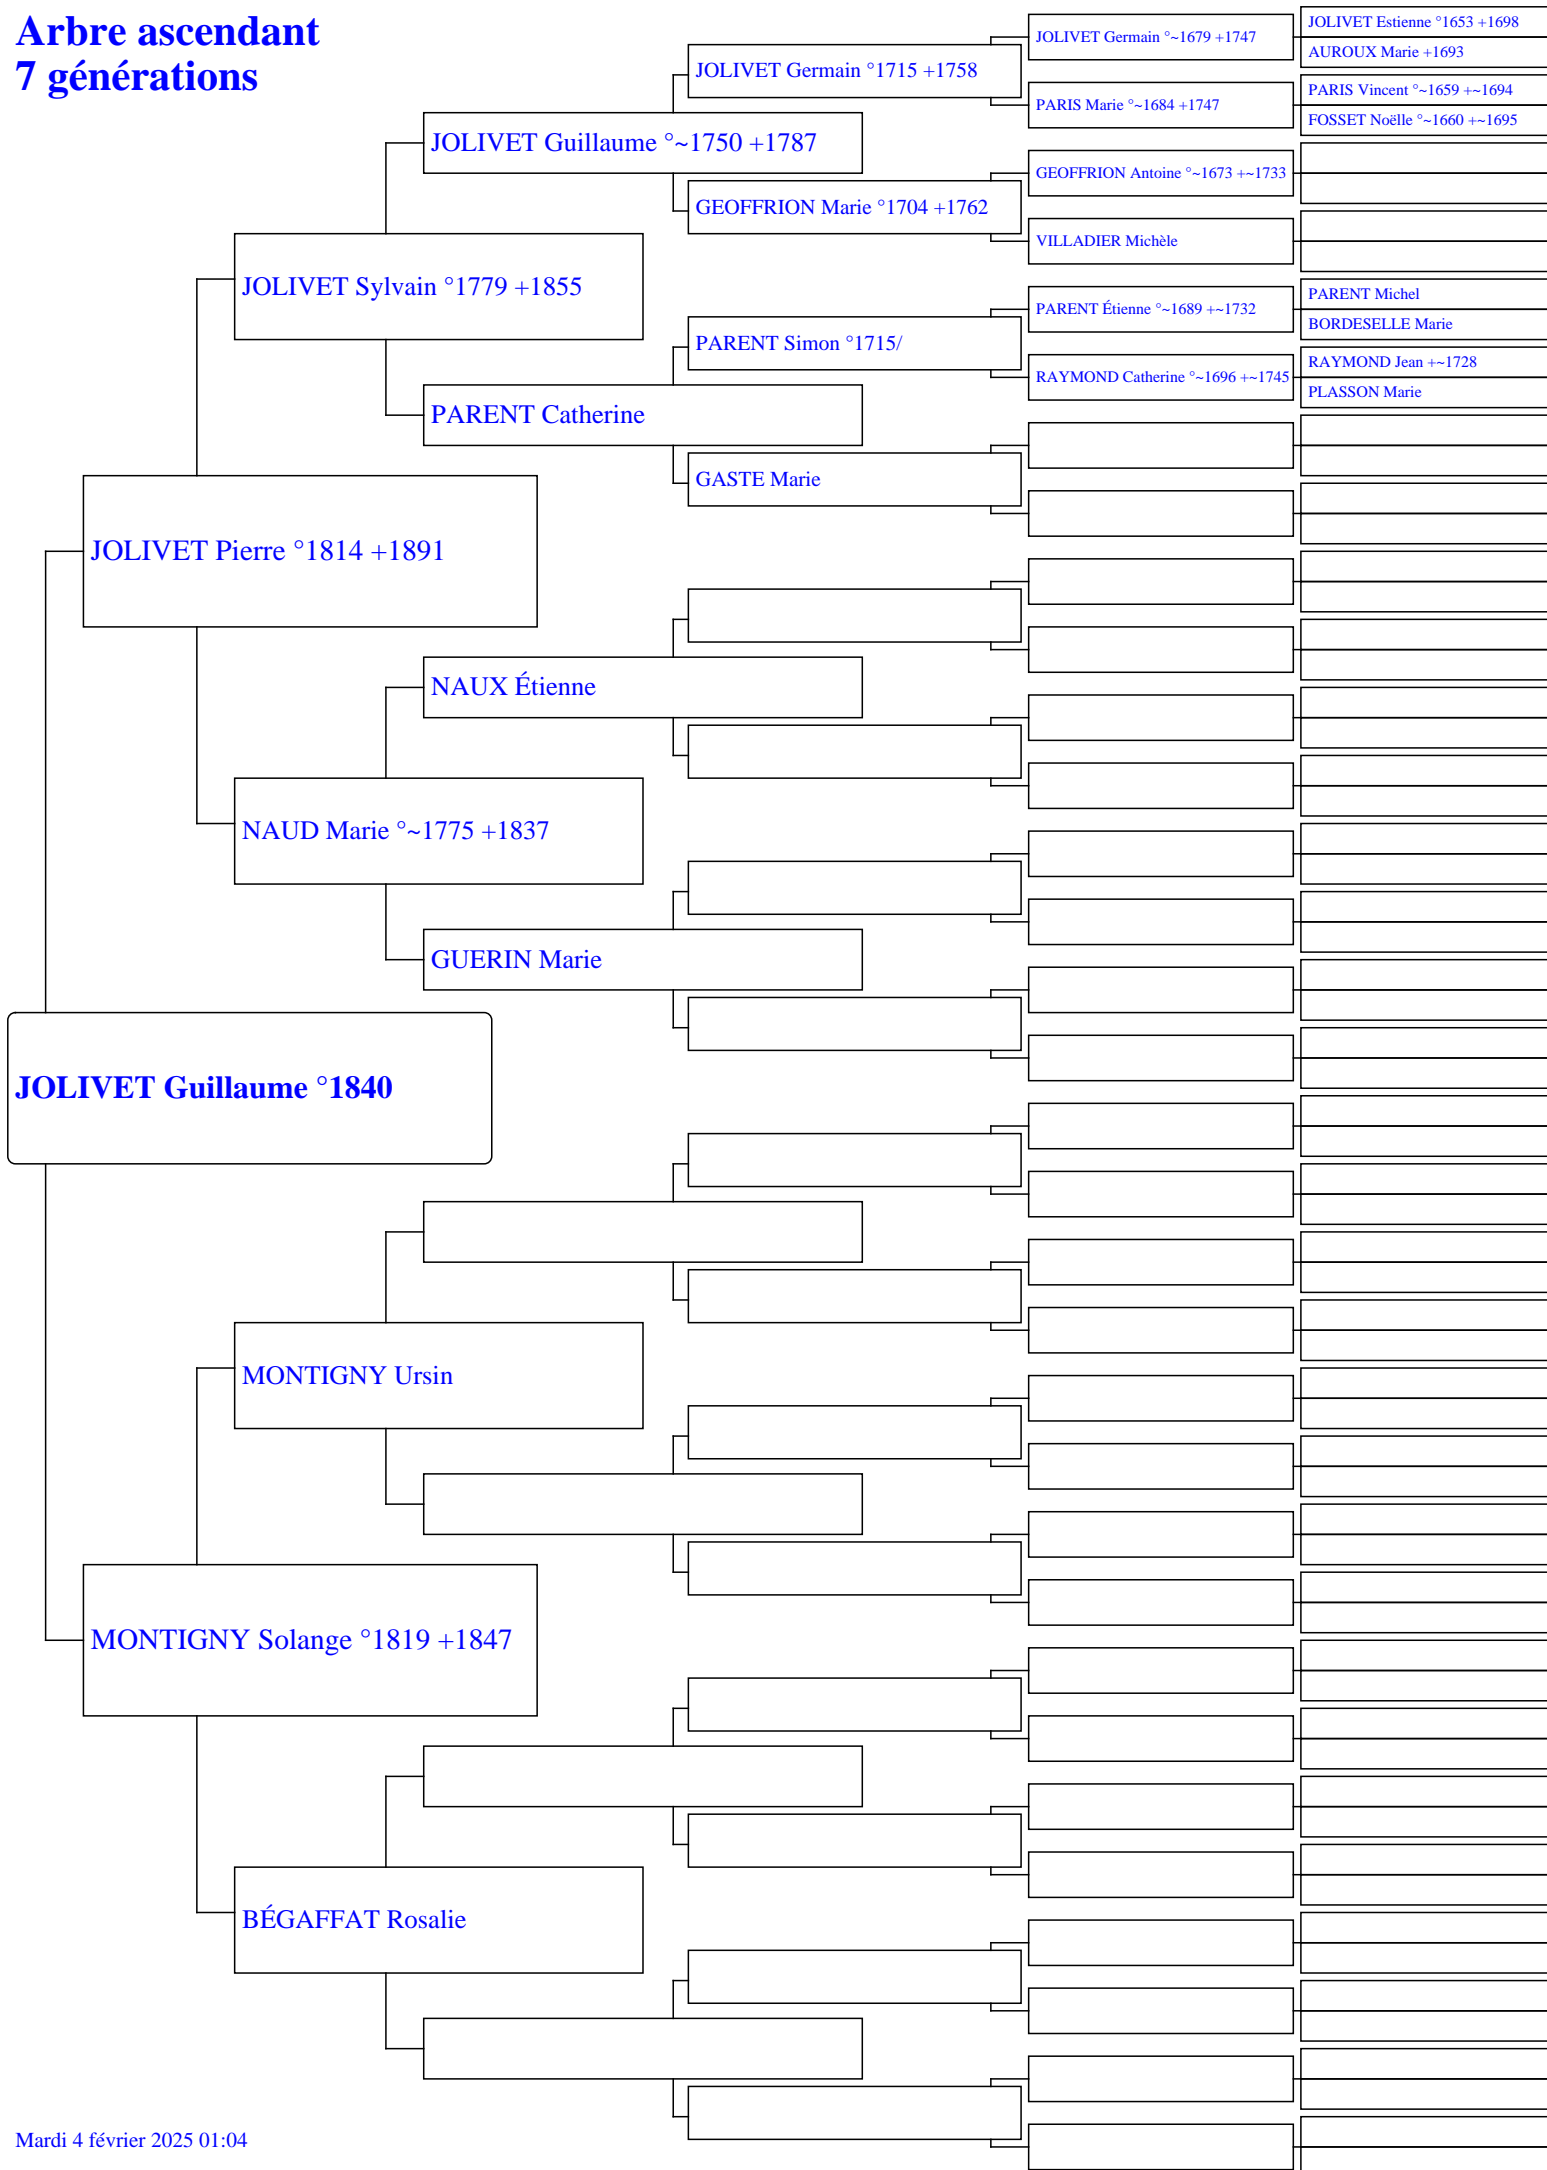 Arbre ascendant
7 générations
JOLIVET Guillaume °1840
JOLIVET Pierre °1814 +1891
MONTIGNY Solange °1819 +1847
JOLIVET Sylvain °1779 +1855
NAUD Marie °~1775 +1837
MONTIGNY Ursin
BÉGAFFAT Rosalie
JOLIVET Guillaume °~1750 +1787
PARENT Catherine
NAUX Étienne
GUERIN Marie
JOLIVET Germain °1715 +1758
GEOFFRION Marie °1704 +1762
PARENT Simon °1715/
GASTE Marie
JOLIVET Germain °~1679 +1747
PARIS Marie °~1684 +1747
GEOFFRION Antoine °~1673 +~1733
VILLADIER Michèle
PARENT Étienne °~1689 +~1732
RAYMOND Catherine °~1696 +~1745
JOLIVET Estienne °1653 +1698
AUROUX Marie +1693
PARIS Vincent °~1659 +~1694
FOSSET Noëlle °~1660 +~1695
PARENT Michel
BORDESELLE Marie
RAYMOND Jean +~1728
PLASSON Marie
Mardi 4 février 2025 01:04